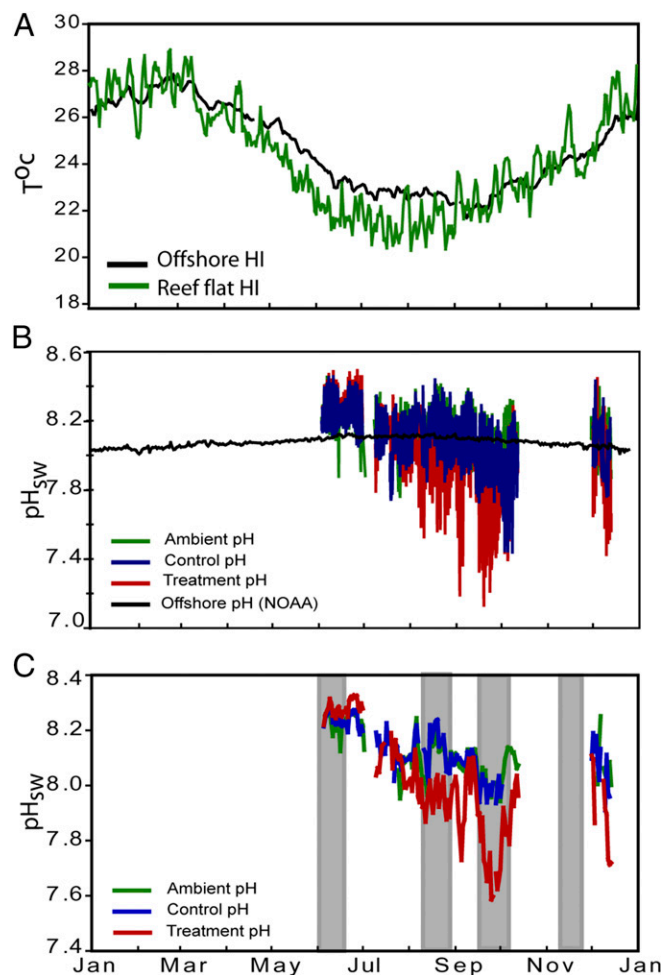 A
30
28
26
24
22
20
18
T°C
Offshore HI
Reef flat HI
B
8.6
8.2
7.8
7.4
7.0
pHsw
Ambient pH
Control pH
Treatment pH
Offshore pH (NOAA)
C
8.4
8.2
8.0
7.8
7.6
7.4
pHsw
Ambient pH
Control pH
Treatment pH
Jan Mar May Jul Sep Nov Jan